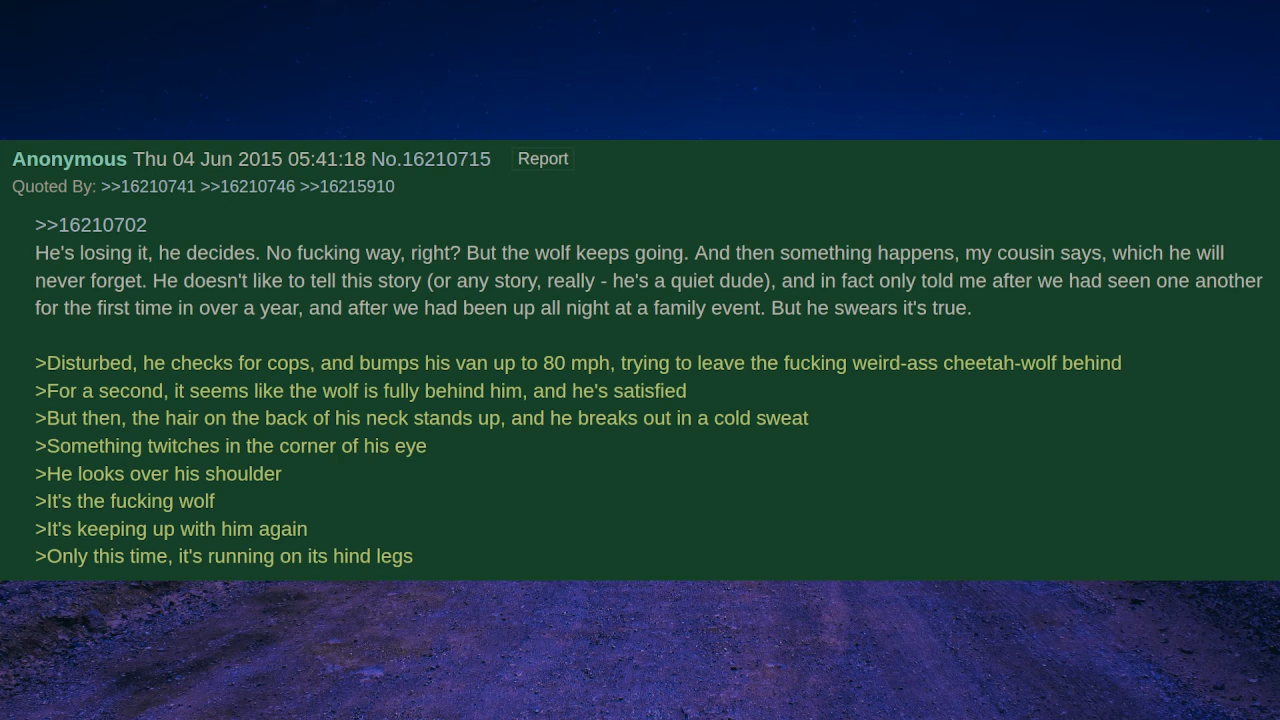 Anonymous Thu 04 Jun 2015 05:41:18 No.16210715 Report
Quoted By: >>16210741 >>16210746 >>16215910
>>16210702
He's losing it, he decides. No fucking way, right? But the wolf keeps going. And then something happens, my cousin says, which he will
never forget. He doesn't like to tell this story (or any story, really - he's a quiet dude), and in fact only told me after we had seen one another
for the first time in over a year, and after we had been up all night at a family event. But he swears it's true.
>Disturbed, he checks for cops, and bumps his van up to 80 mph, trying to leave the fucking weird-ass cheetah-wolf behind
>For a second, it seems like the wolf is fully behind him, and he's satisfied
>But then, the hair on the back of his neck stands up, and he breaks out in a cold sweat
>Something twitches in the corner of his eye
>He looks over his shoulder
>It's the fucking wolf
>It's keeping up with him again
>Only this time, it's running on its hind legs